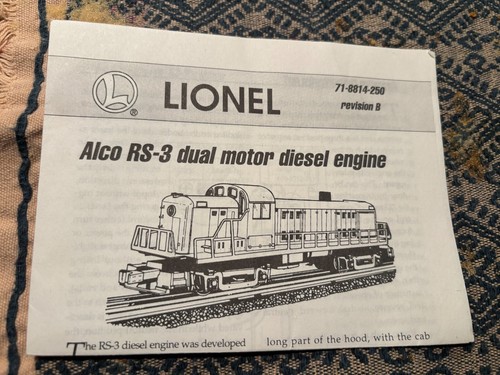 LIONEL
®
71-8814-250
revision B
Alco RS-3 dual motor diesel engine
The RS-3 diesel engine was developed
long part of the hood, with the cab